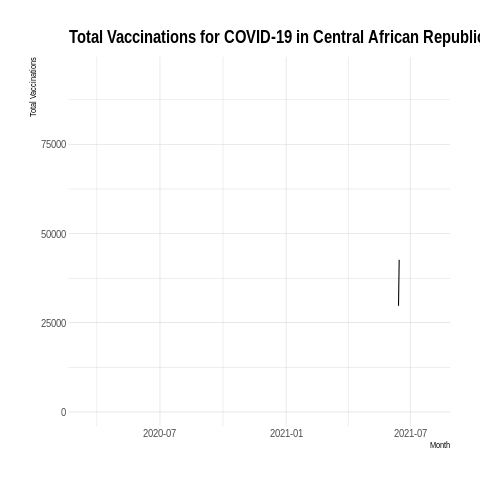 Total Vaccinations for COVID-19 in Central African Republic
Total Vaccinations
75000
50000
25000
0
2020-07
2021-01
2021-07
Month